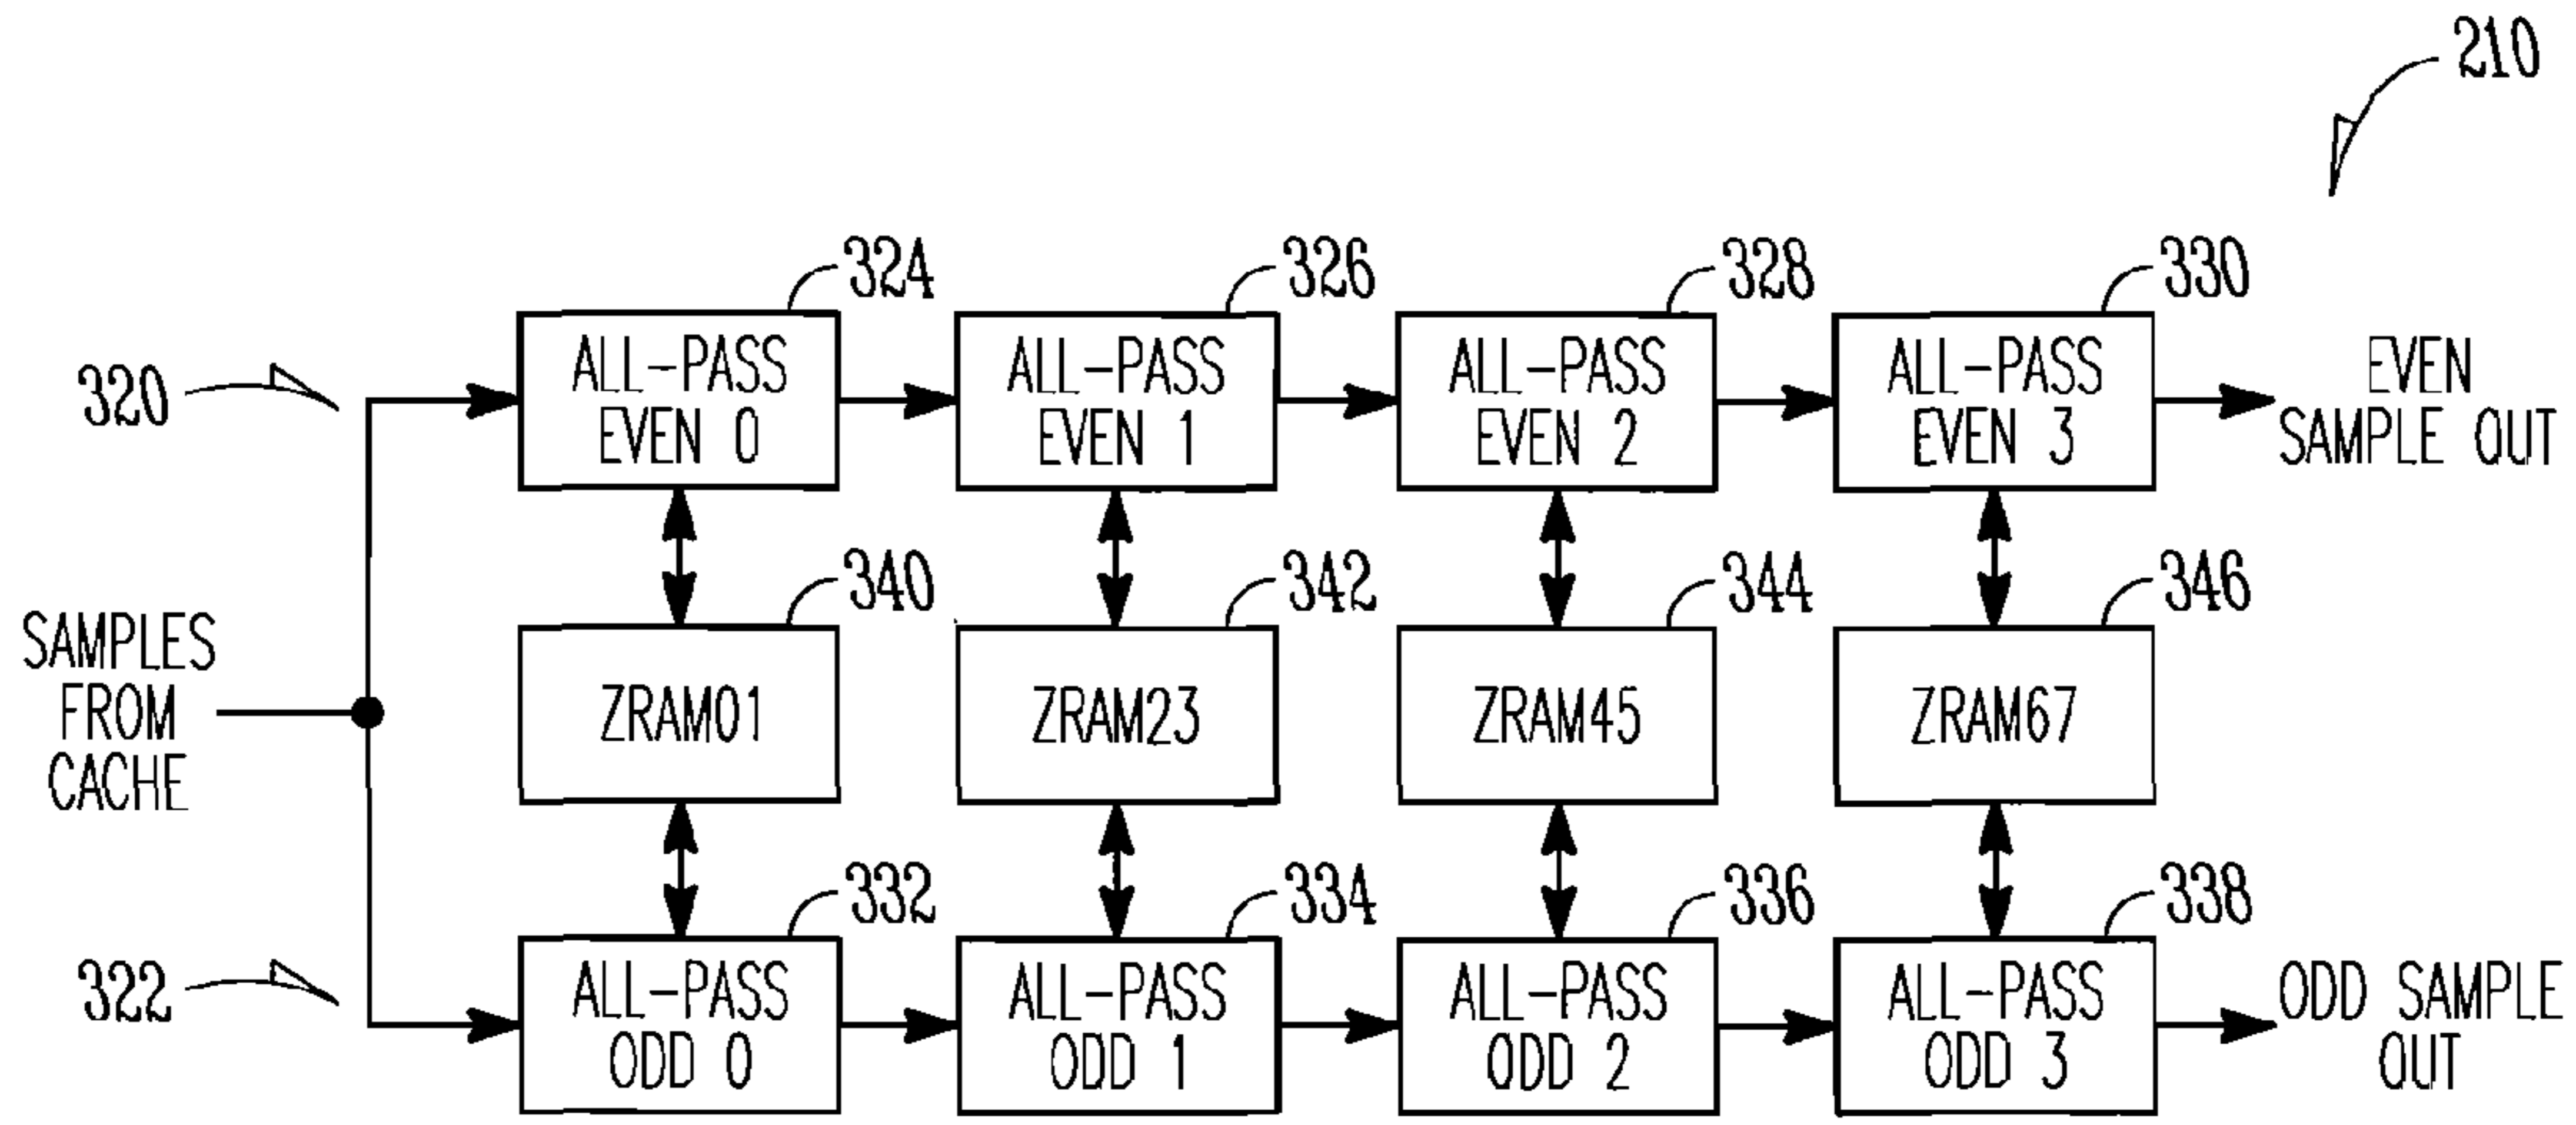 210
324
326
328
330
320
ALL-PASS
EVEN 0
ALL-PASS
EVEN 1
ALL-PASS
EVEN 2
ALL-PASS
EVEN 3
EVEN
SAMPLE OUT
340
342
344
346
SAMPLES
FROM
CACHE
ZRAM01
ZRAM23
ZRAM45
ZRAM67
332
334
336
338
322
ALL-PASS
ODD 0
ALL-PASS
ODD 1
ALL-PASS
ODD 2
ALL-PASS
ODD 3
ODD SAMPLE
OUT